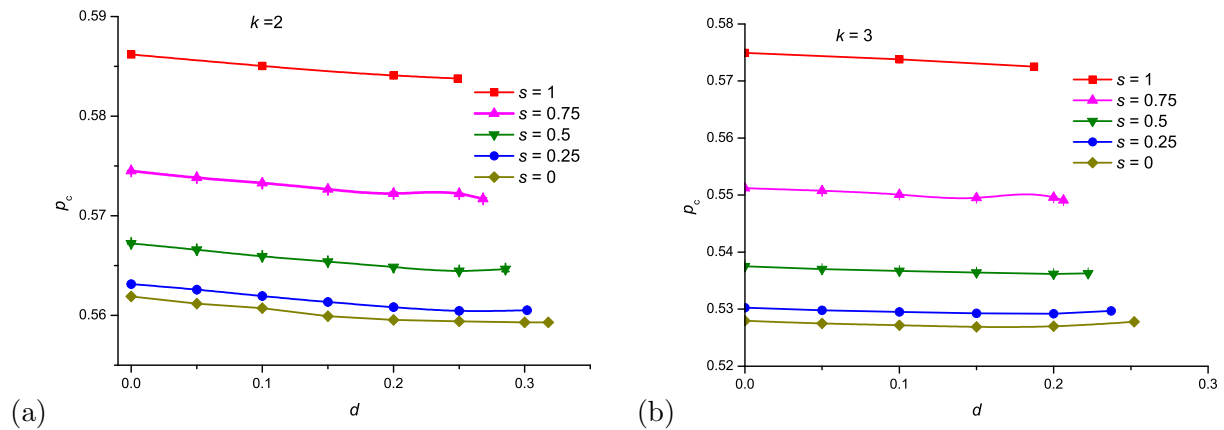 k =2
0.59
0.58
0.57
0.56
p_c
0.0
0.1
0.2
0.3
d
s = 1
s = 0.75
s = 0.5
s = 0.25
s = 0
(a)
k = 3
0.58
0.57
0.56
0.55
0.54
0.53
0.52
p_c
0.0
0.1
0.2
0.3
d
s = 1
s = 0.75
s = 0.5
s = 0.25
s = 0
(b)